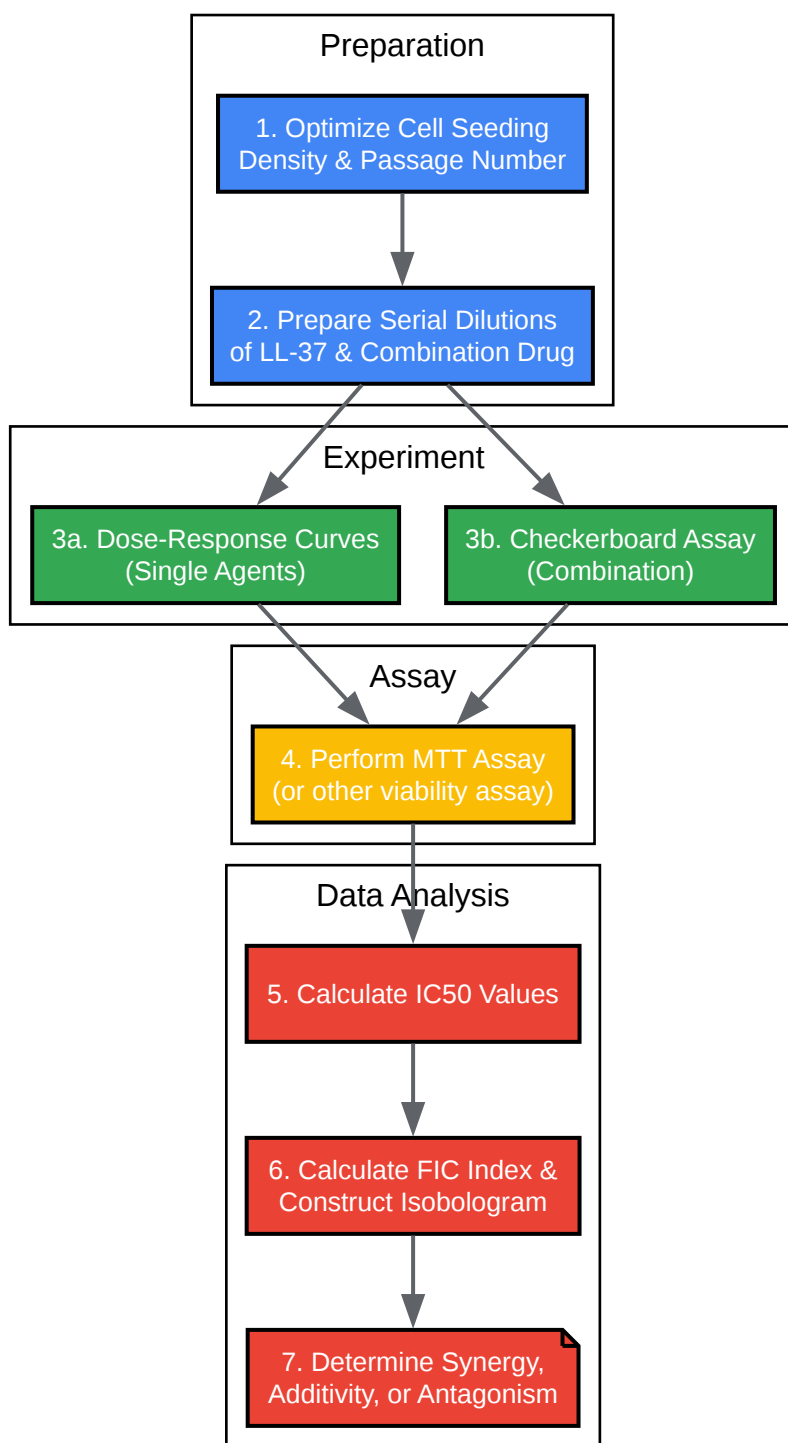 Preparation
1. Optimize Cell Seeding
Density & Passage Number
2. Prepare Serial Dilutions
of LL-37 & Combination Drug
Experiment
3a. Dose-Response Curves
(Single Agents)
3b. Checkerboard Assay
(Combination)
Assay
4. Perform MTT Assay
(or other viability assay)
Data Analysis
5. Calculate IC50 Values
6. Calculate FIC Index &
Construct Isobologram
7. Determine Synergy,
Additivity, or Antagonism